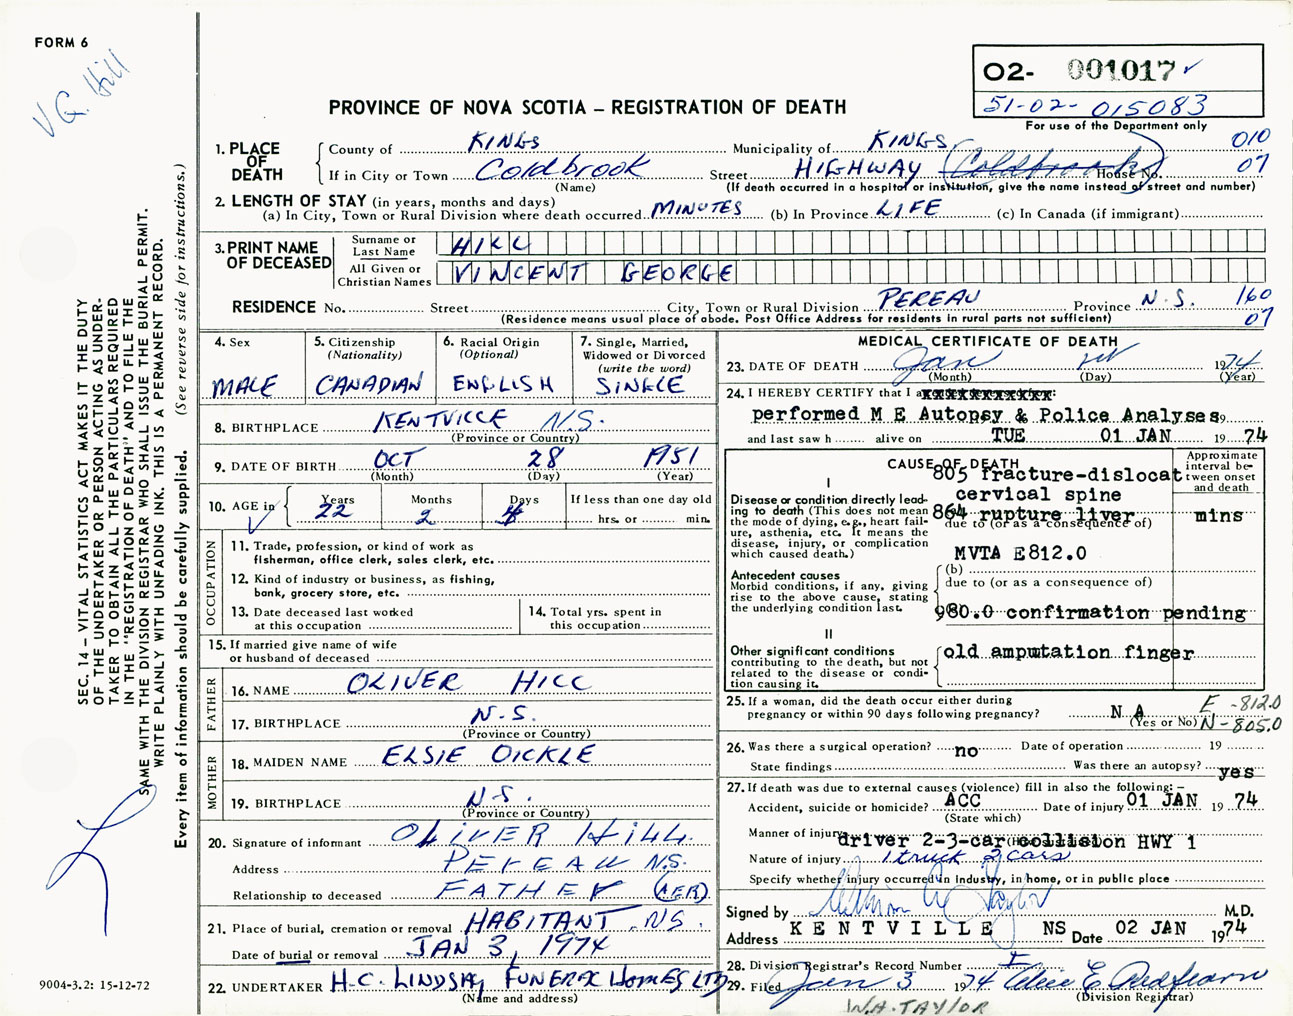 FORM 6
V G. Hill
O2- 001017
51-02-015083
For use of the Department only
PROVINCE OF NOVA SCOTIA – REGISTRATION OF DEATH
1. PLACE OF DEATH
County of KINGS Municipality of KINGS 010
If in City or Town Coldbrook Street HIGHWAY Coldbrook House No. 07
(Name) (If death occurred in a hospital or institution, give the name instead of street and number)
2. LENGTH OF STAY (in years, months and days)
(a) In City, Town or Rural Division where death occurred MINUTES (b) In Province LIFE (c) In Canada (if immigrant)
3. PRINT NAME OF DECEASED
Surname or Last Name HILL
All Given or Christian Names VINCENT GEORGE
RESIDENCE No. Street City, Town or Rural Division PEREAU Province N.S. 160
(Residence means usual place of abode. Post Office Address for residents in rural parts not sufficient) 07
4. Sex MALE
5. Citizenship (Nationality) CANADIAN
6. Racial Origin (Optional) ENGLISH
7. Single, Married, Widowed or Divorced (write the word) SINGLE
8. BIRTHPLACE KENTVILLE N.S.
(Province or Country)
9. DATE OF BIRTH OCT 28 1951
(Month) (Day) (Year)
10. AGE in Years 22 Months 2 Days 4 If less than one day old hrs. or min.
OCCUPATION
11. Trade, profession, or kind of work as fisherman, office clerk, sales clerk, etc.
12. Kind of industry or business, as fishing, bank, grocery store, etc.
13. Date deceased last worked at this occupation
14. Total yrs. spent in this occupation
15. If married give name of wife or husband of deceased
FATHER
16. NAME OLIVER HILL
17. BIRTHPLACE N.S.
(Province or Country)
MOTHER
18. MAIDEN NAME ELSIE OICKLE
19. BIRTHPLACE N.S.
(Province or Country)
20. Signature of informant OLIVER HILL
Address PEREAU N.S.
Relationship to deceased FATHER
21. Place of burial, cremation or removal HABITANT N.S.
Date of burial or removal JAN 3, 1974
22. UNDERTAKER H.C. LINDSAY FUNERAL HOMES LTD
(Name and address)
MEDICAL CERTIFICATE OF DEATH
23. DATE OF DEATH Jan 1st 1974
(Month) (Day) (Year)
24. I HEREBY CERTIFY that I a
performed M E Autopsy & Police Analyses 9
and last saw h alive on TUE 01 JAN 19 74
CAUSE OF DEATH
Approximate interval between onset and death
I
Disease or condition directly leading to death (This does not mean the mode of dying, e.g., heart failure, asthenia, etc. It means the disease, injury, or complication which caused death.)
805 fracture-dislocat
cervical spine
864 rupture liver mins
due to (or as a consequence of)
MVTA E812.0
Antecedent causes
Morbid conditions, if any, giving rise to the above cause, stating the underlying condition last.
(b)
due to (or as a consequence of)
980.0 confirmation pending
II
Other significant conditions contributing to the death, but not related to the disease or condition causing it.
old amputation finger
25. If a woman, did the death occur either during pregnancy or within 90 days following pregnancy? N A
(Yes or No)
E -812.0
N-805.0
26. Was there a surgical operation? no Date of operation 19
State findings Was there an autopsy? yes
27. If death was due to external causes (violence) fill in also the following:–
Accident, suicide or homicide? ACC Date of injury 01 JAN 19 74
(State which)
Manner of injury driver 2-3-car collision HWY 1
Nature of injury 1 truck 2 cars
Specify whether injury occurred in Industry, in home, or in public place
Signed by M.D.
Address KENTVILLE NS Date 02 JAN 1974
28. Division Registrar's Record Number 1
29. Filed Jan 3 1974
(Division Registrar)
W.A. TAYLOR
SEC. 14 – VITAL STATISTICS ACT MAKES IT THE DUTY
OF THE UNDERTAKER OR PERSON ACTING AS UNDER-
TAKER TO OBTAIN ALL THE PARTICULARS REQUIRED
IN THE "REGISTRATION OF DEATH" AND TO FILE THE
SAME WITH THE DIVISION REGISTRAR WHO SHALL ISSUE THE BURIAL PERMIT.
WRITE PLAINLY WITH UNFADING INK. THIS IS A PERMANENT RECORD.
Every item of information should be carefully supplied. (See reverse side for instructions.)
9004-3.2: 15-12-72